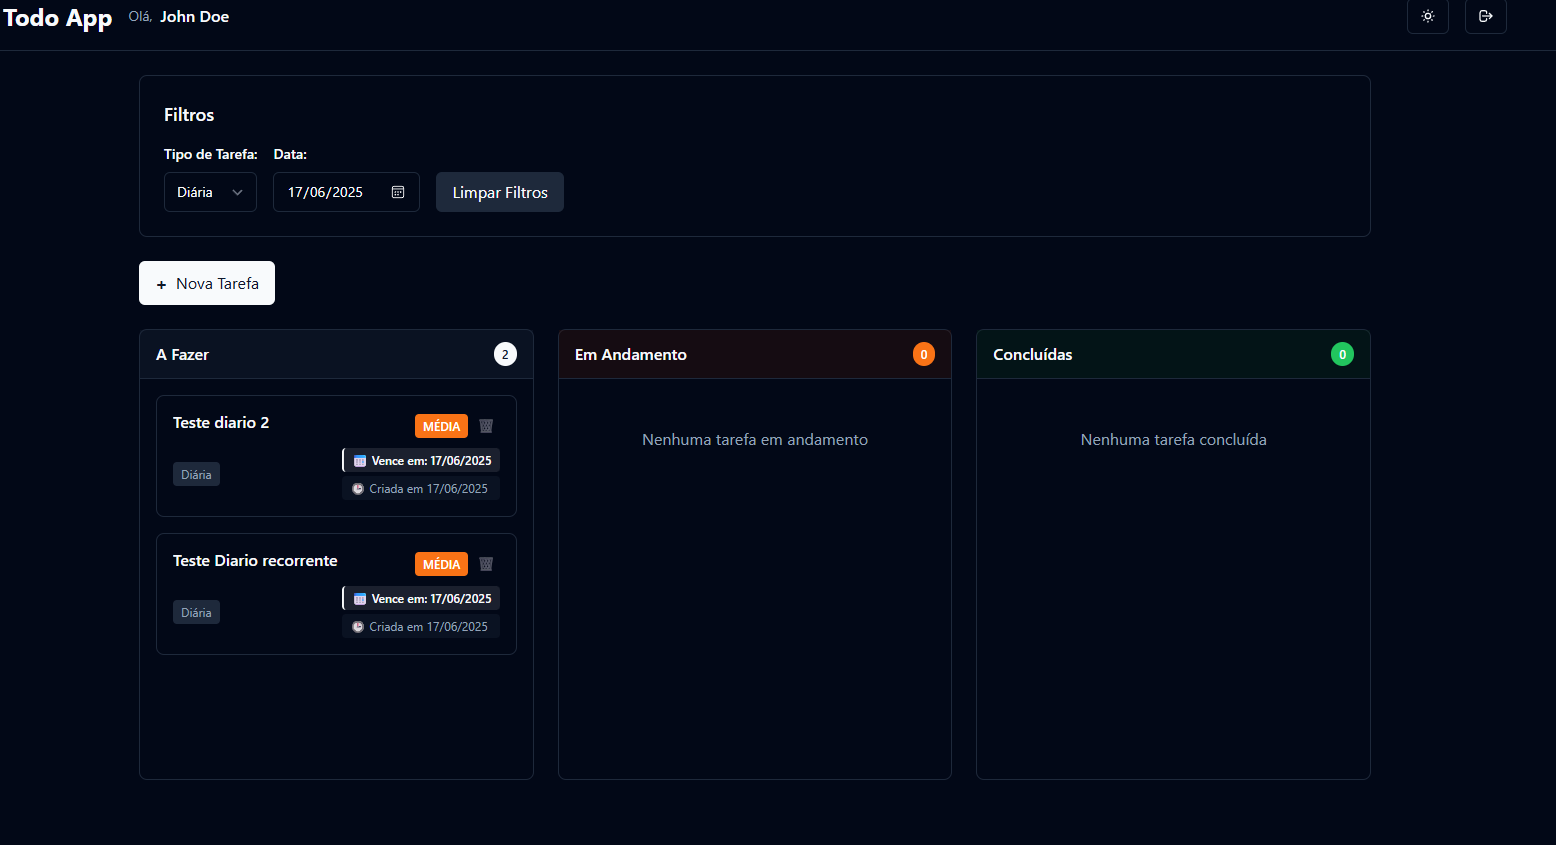 Todo App Olá, John Doe
Filtros
Tipo de Tarefa: Data:
Diária 17/06/2025 Limpar Filtros
+ Nova Tarefa
A Fazer 2
Teste diario 2 MÉDIA
Vence em: 17/06/2025
Diária
Criada em 17/06/2025
Teste Diario recorrente MÉDIA
Vence em: 17/06/2025
Diária
Criada em 17/06/2025
Em Andamento 0
Nenhuma tarefa em andamento
Concluídas 0
Nenhuma tarefa concluída